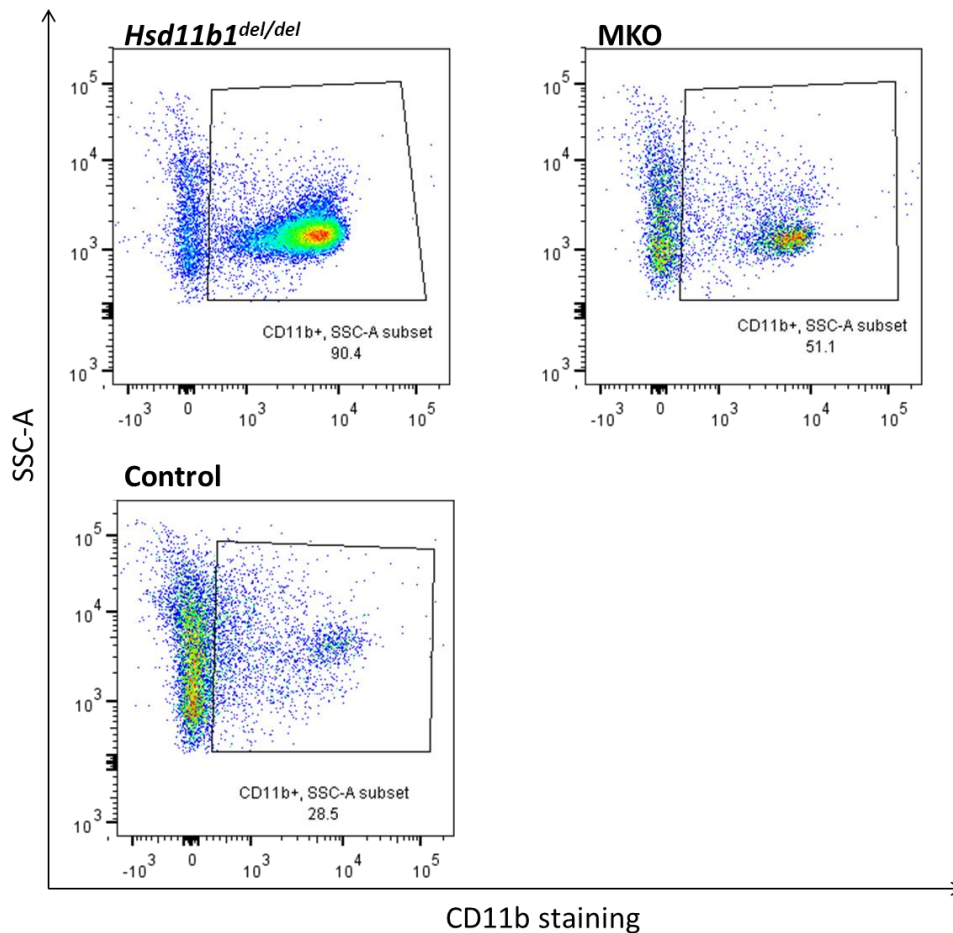 Hsd11b1del/del
MKO
10^5
10^4
10^3
10^3
CD11b+, SSC-A subset
90.4
-10^3 0 10^3 10^4 10^5
10^5
10^4
10^3
10^3
CD11b+, SSC-A subset
51.1
-10^3 0 10^3 10^4 10^5
SSC-A
Control
10^5
10^4
10^3
10^3
CD11b+, SSC-A subset
28.5
-10^3 0 10^3 10^4 10^5
CD11b staining